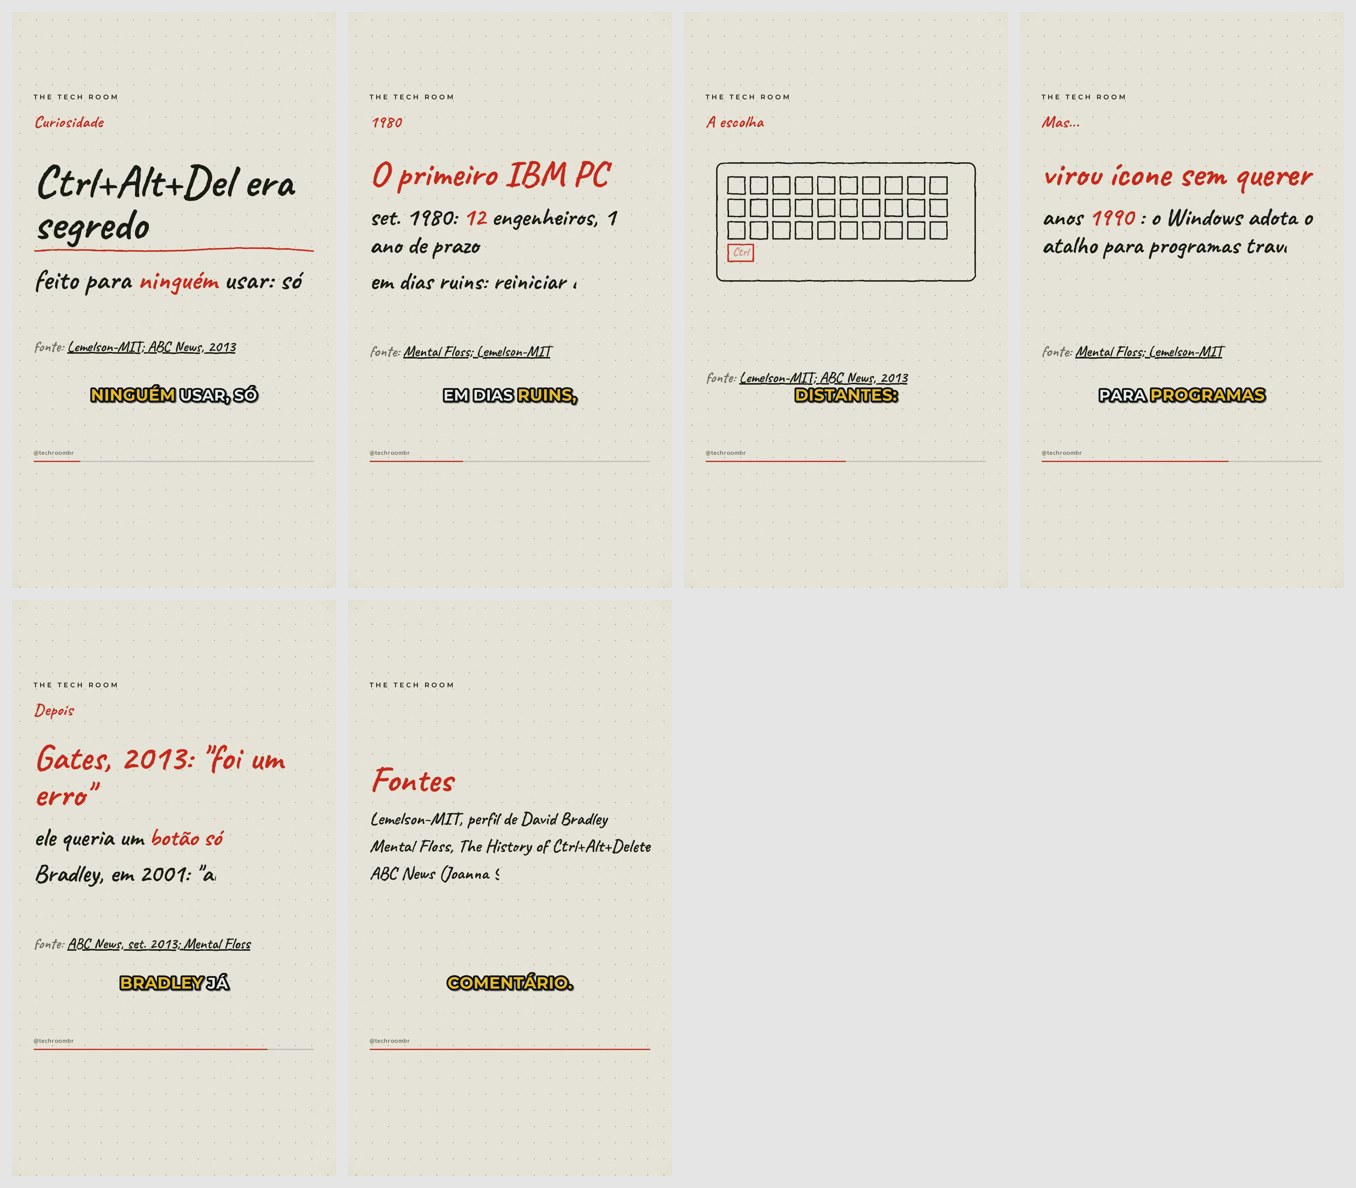 THE TECH ROOM
Curiosidade
Ctrl+Alt+Del era
segredo
feito para ninguém usar: só
fonte: Lemelson-MIT; ABC News, 2013
NINGUÉM USAR, SÓ
@techroombr
THE TECH ROOM
1980
O primeiro IBM PC
set. 1980: 12 engenheiros, 1
ano de prazo
em dias ruins: reiniciar
fonte: Mental Floss; Lemelson-MIT
EM DIAS RUINS,
@techroombr
THE TECH ROOM
A escolha
Ctrl
fonte: Lemelson-MIT; ABC News, 2013
DISTANTES:
@techroombr
THE TECH ROOM
Mas...
virou ícone sem querer
anos 1990 : o Windows adota o
atalho para programas trav
fonte: Mental Floss; Lemelson-MIT
PARA PROGRAMAS
@techroombr
THE TECH ROOM
Depois
Gates, 2013: "foi um
erro"
ele queria um botão só
Bradley, em 2001: "a
fonte: ABC News, set. 2013; Mental Floss
BRADLEY JÁ
@techroombr
THE TECH ROOM
Fontes
Lemelson-MIT, perfil de David Bradley
Mental Floss, The History of Ctrl+Alt+Delete
ABC News (Joanna
COMENTÁRIO.
@techroombr